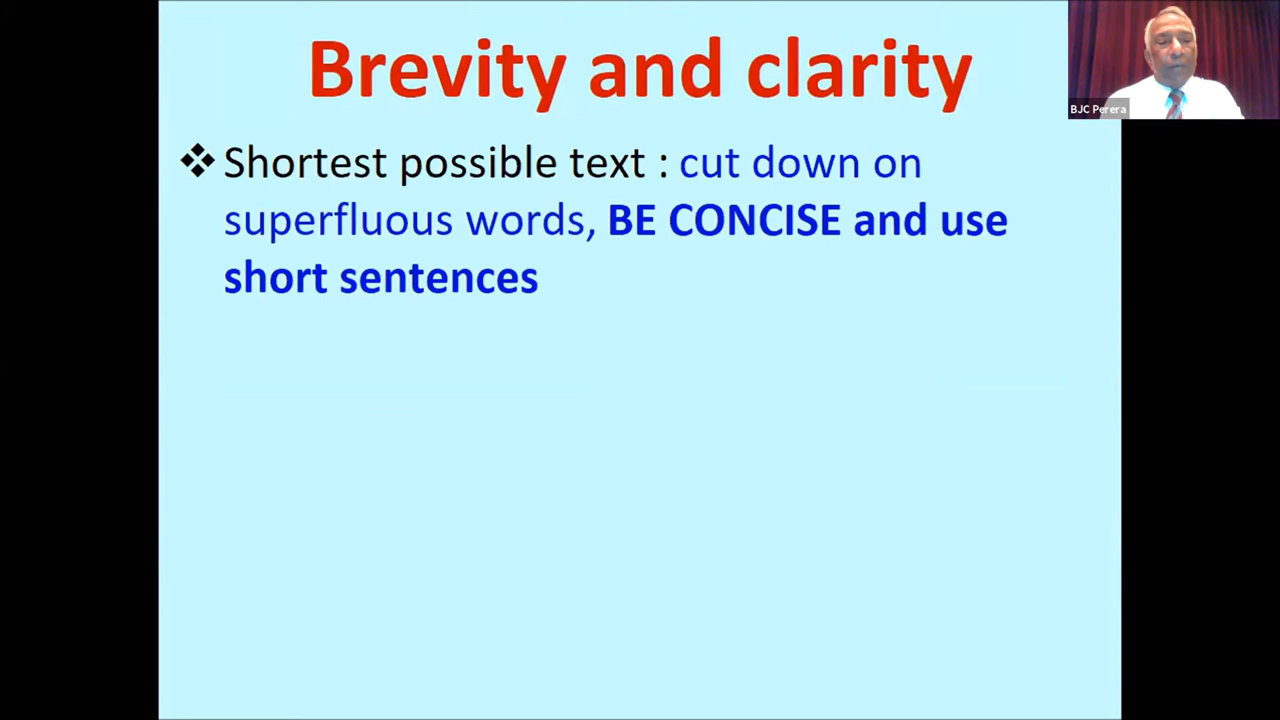 Brevity and clarity
BJC Perera
❖ Shortest possible text : cut down on
superfluous words, BE CONCISE and use
short sentences